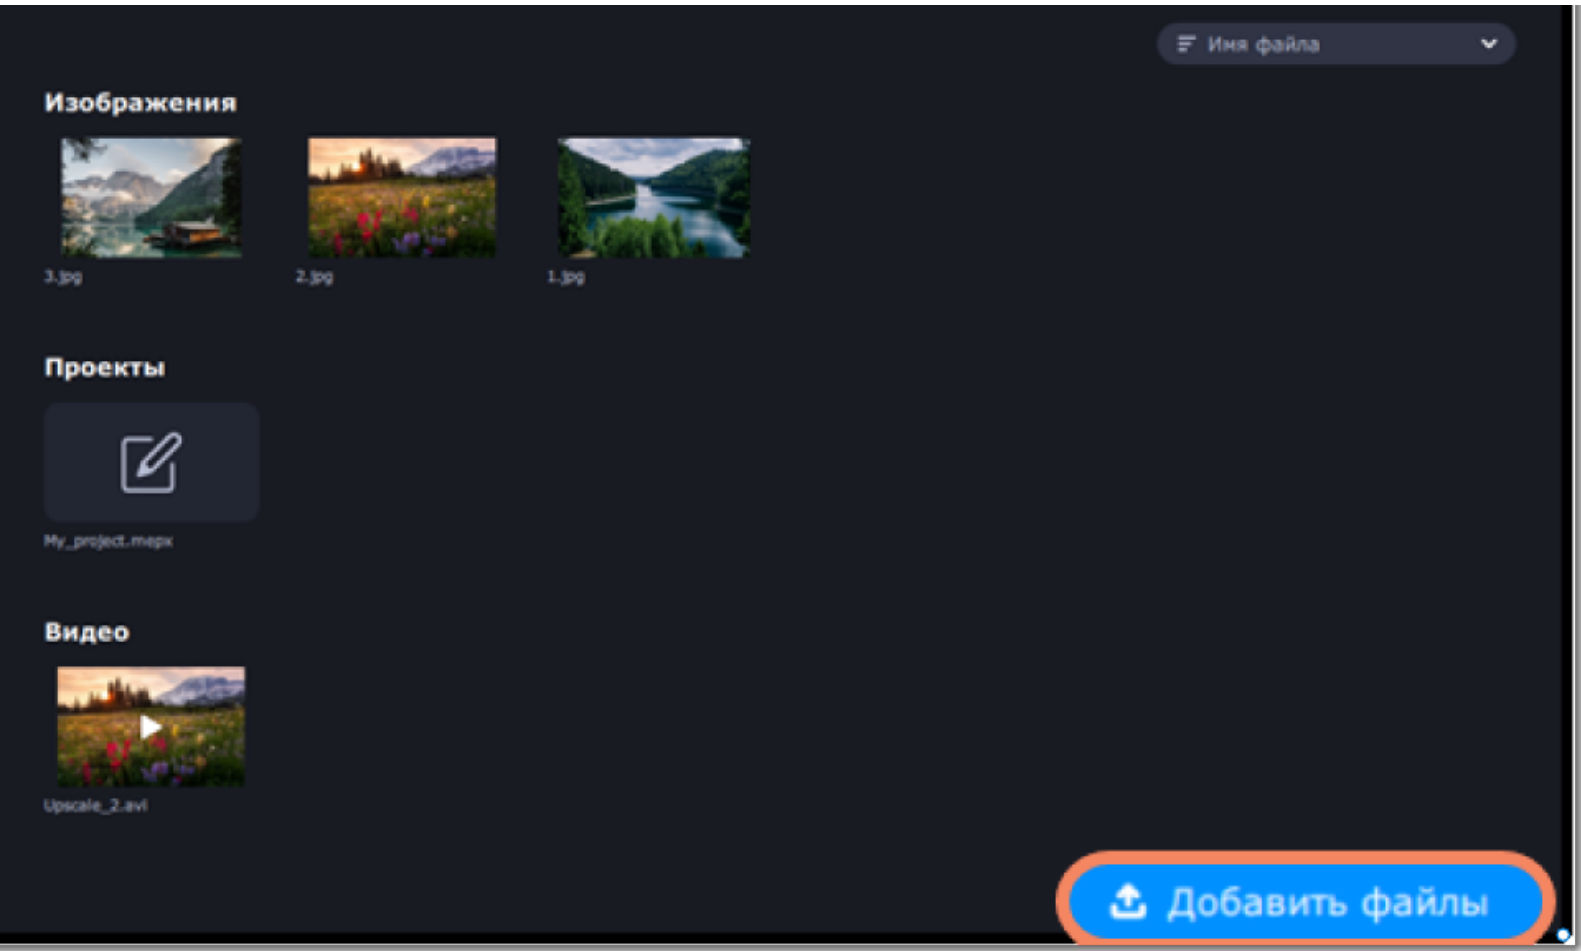 Имя файла
Изображения
3.jpg
2.jpg
1.jpg
Проекты
My_project.mepx
Видео
Upscale_2.avi
Добавить файлы